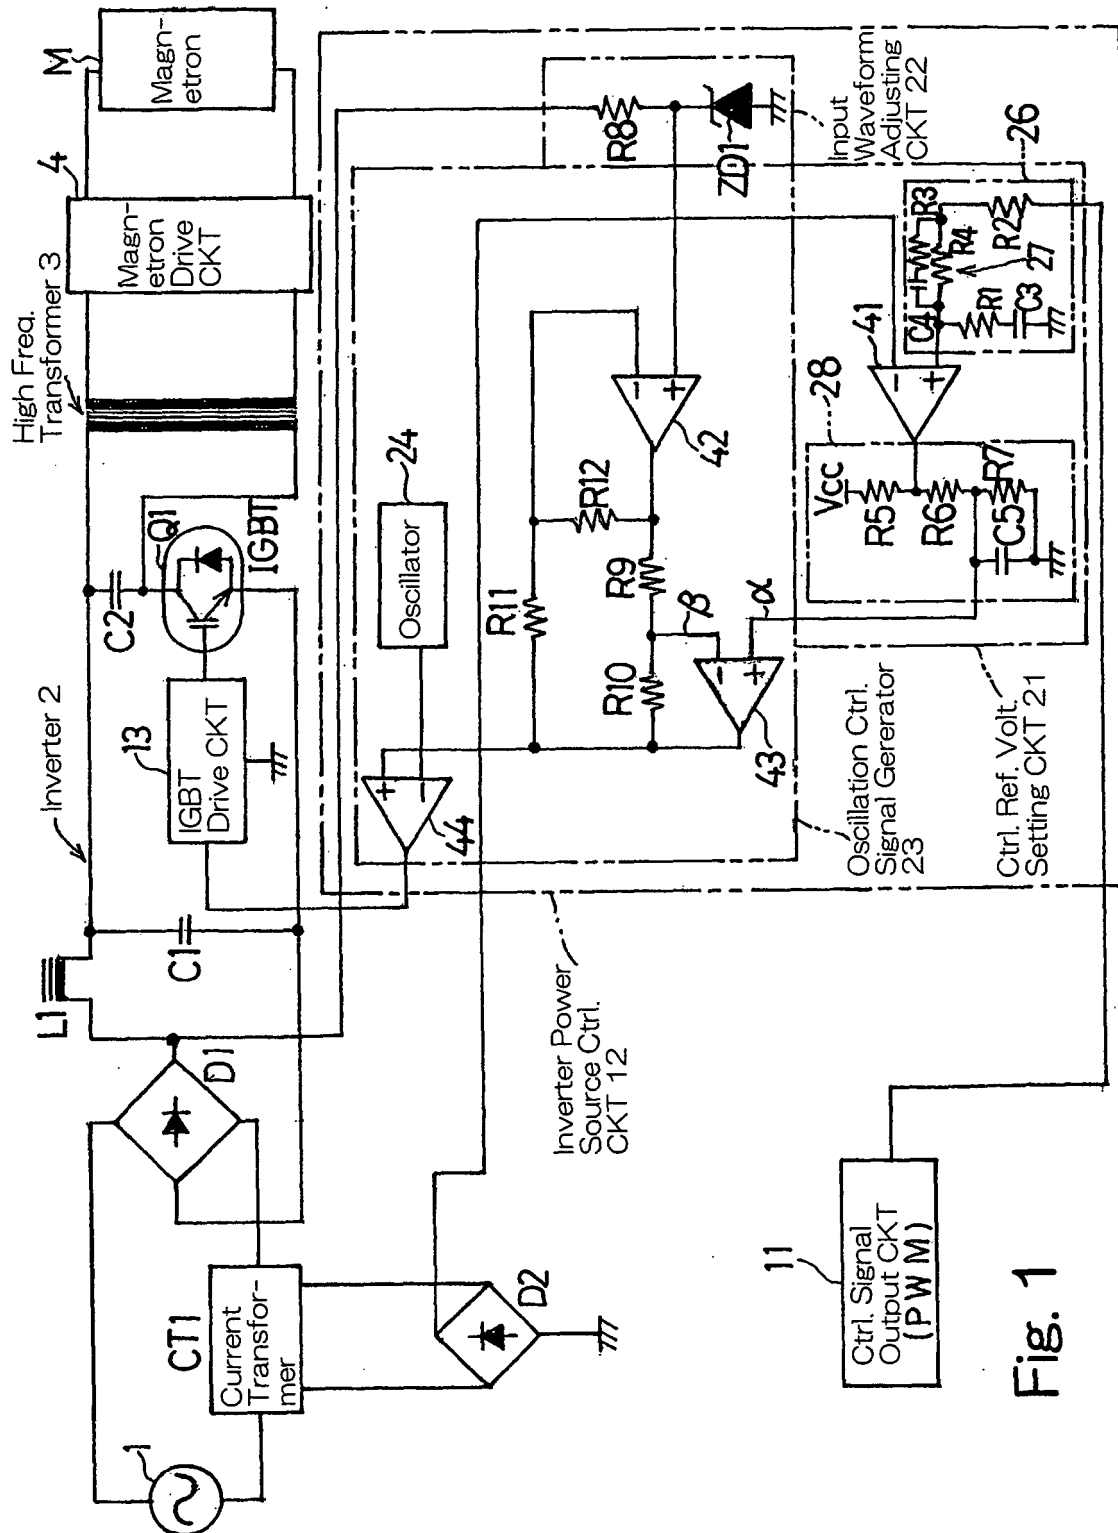 1
CT1
Current
Transfor-
mer
D1
D2
L1
C1
Inverter 2
13
IGBT
Drive CKT
C2
Q1
IGBT
High Freq.
Transformer 3
4
Magn-
etron
Drive
CKT
M
Magn-
etron
24
Oscillator
+
−
44
R11
R12
R9
R10
β
α
−
+
43
−
+
42
R8
ZD1
Input
Waveform
Adjusting
CKT 22
26
R3
R4
R2
27
C4
R1
C3
41
−
+
28
Vcc
R5
R6
R7
C5
Oscillation Ctrl.
Signal Gererator
23
Ctrl. Ref. Volt.
Setting CKT 21
Inverter Power
Source Ctrl.
CKT 12
11
Ctrl. Signal
Output CKT
(PWM)
Fig. 1